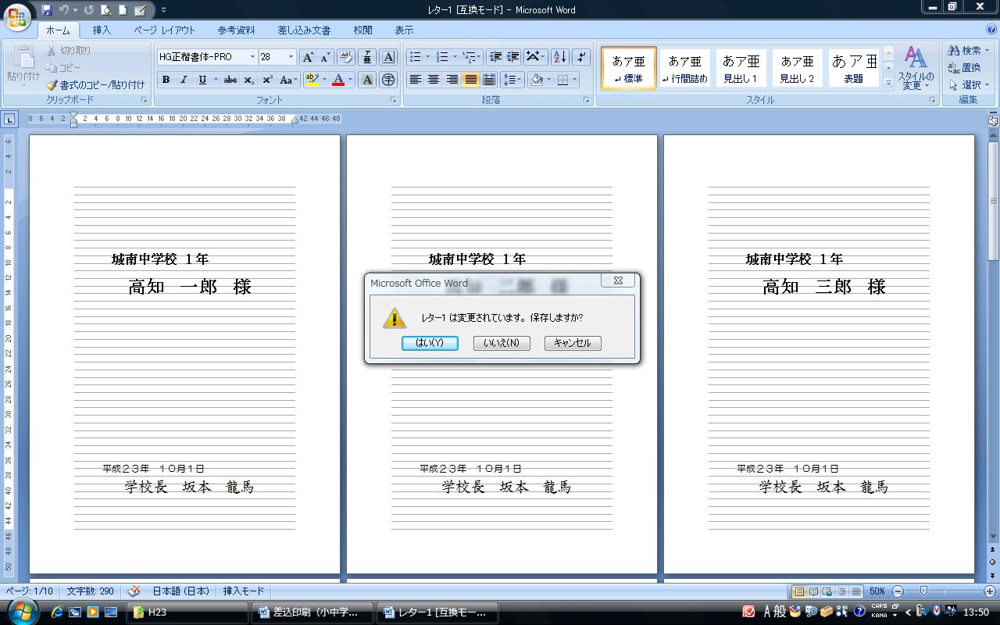 レター1 [互換モード] - Microsoft Word
ホーム 挿入 ページ レイアウト 参考資料 差し込み文書 校閲 表示
貼り付け
切り取り
コピー
書式のコピー/貼り付け
クリップボード
HG正楷書体-PRO 28
フォント
段落
あア亜 あア亜 あア亜 あア亜 あア亜
↵標準 ↵行間詰め 見出し 1 見出し 2 表題
スタイルの変更
スタイル
検索
置換
選択
編集
8 6 4 2 2 4 6 8 10 12 14 16 18 20 22 24 26 28 30 32 34 36 38 42 44 46 48
城南中学校 1年
高知 一郎 様
平成23年 10月1日
学校長 坂本 龍馬
城南中学校 1年
高知 二郎 様
平成23年 10月1日
学校長 坂本 龍馬
城南中学校 1年
高知 三郎 様
平成23年 10月1日
学校長 坂本 龍馬
Microsoft Office Word
レター1 は変更されています。保存しますか?
はい(Y) いいえ(N) キャンセル
ページ: 1/10 文字数: 290 日本語 (日本) 挿入モード 50%
H23 差込印刷（小中学... レター1 [互換モー... A 般 CAPS KANA 13:50